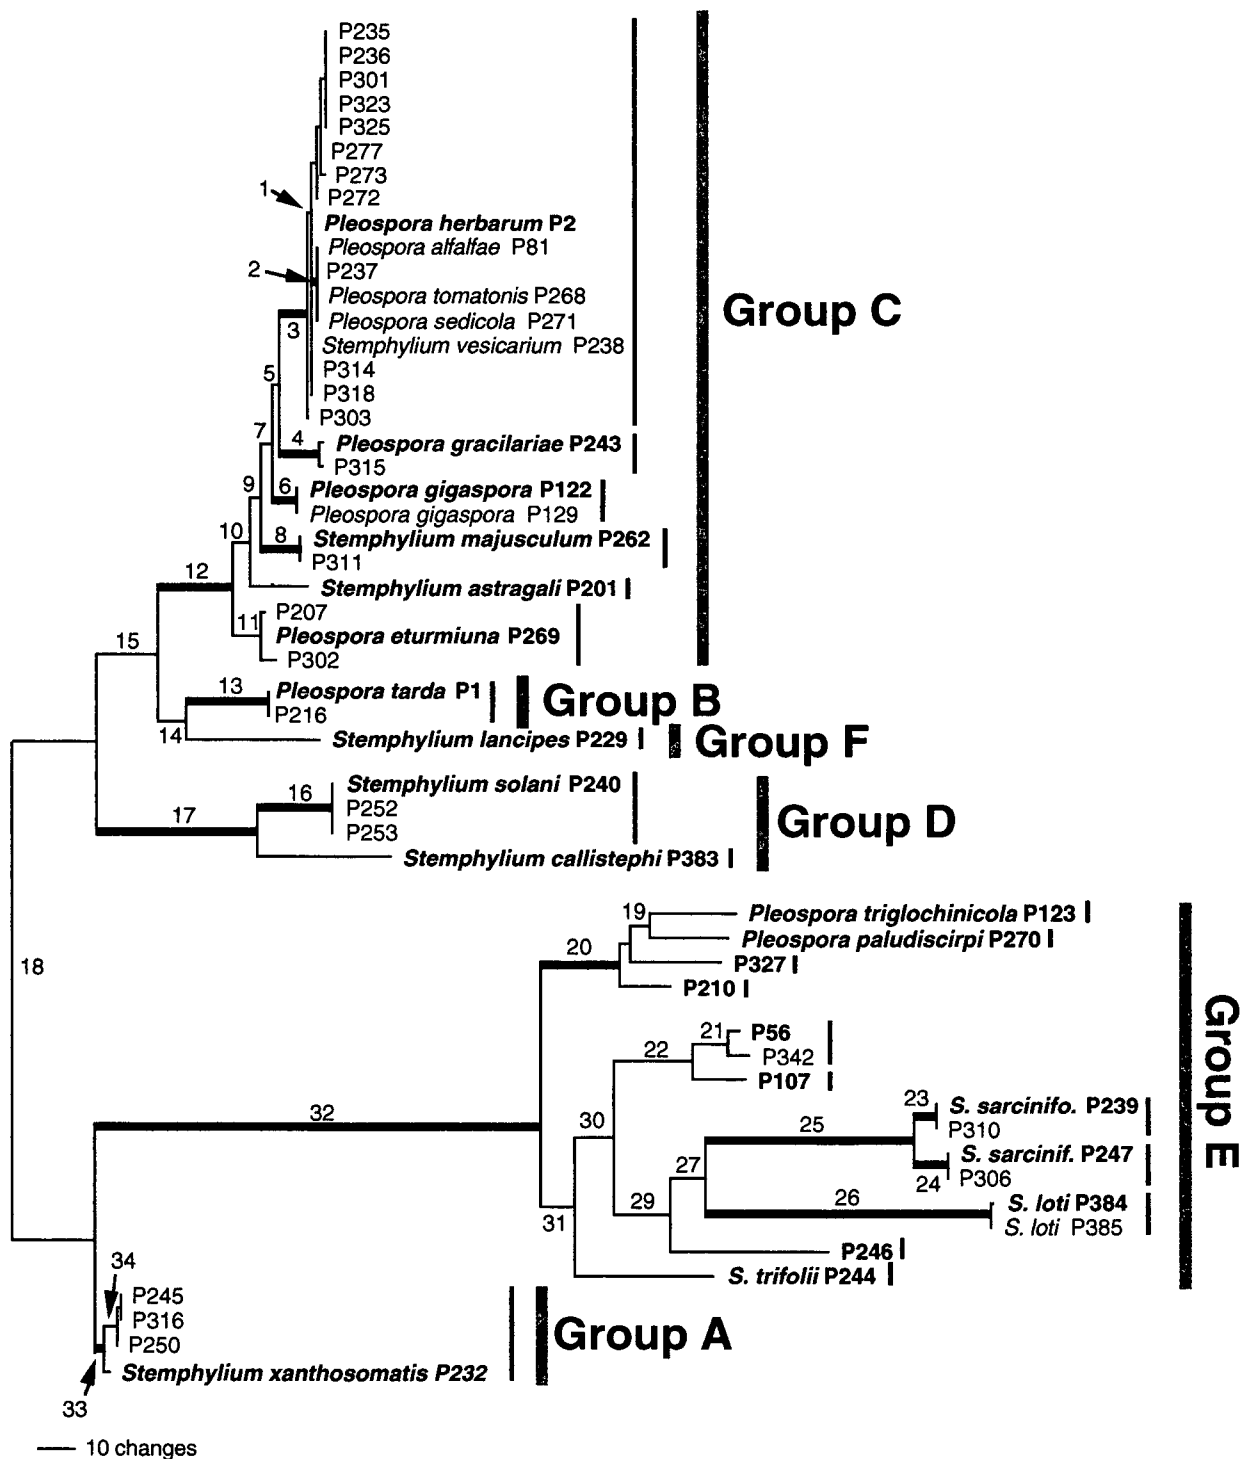 P235
P236
P301
P323
P325
P277
P273
1
P272
Pleospora herbarum P2
Pleospora alfalfae P81
2
P237
Pleospora tomatonis P268
Group C
Pleospora sedicola P271
3
Stemphylium vesicarium P238
P314
5
P318
P303
7
4
Pleospora gracilariae P243
P315
9
6
Pleospora gigaspora P122
Pleospora gigaspora P129
10
8
Stemphylium majusculum P262
P311
12
Stemphylium astragali P201
P207
11
Pleospora eturmiuna P269
15
P302
13
Pleospora tarda P1
Group B
P216
14
Stemphylium lancipes P229
Group F
Stemphylium solani P240
16
P252
17
Group D
P253
Stemphylium callistephi P383
19
Pleospora triglochinicola P123
20
Pleospora paludiscirpi P270
18
P327
P210
21
P56
22
P342
P107
Group E
23
S. sarcinifo. P239
32
30
25
P310
S. sarcinif. P247
27
24
P306
29
26
S. loti P384
31
S. loti P385
P246
34
S. trifolii P244
P245
P316
Group A
P250
Stemphylium xanthosomatis P232
33
10 changes